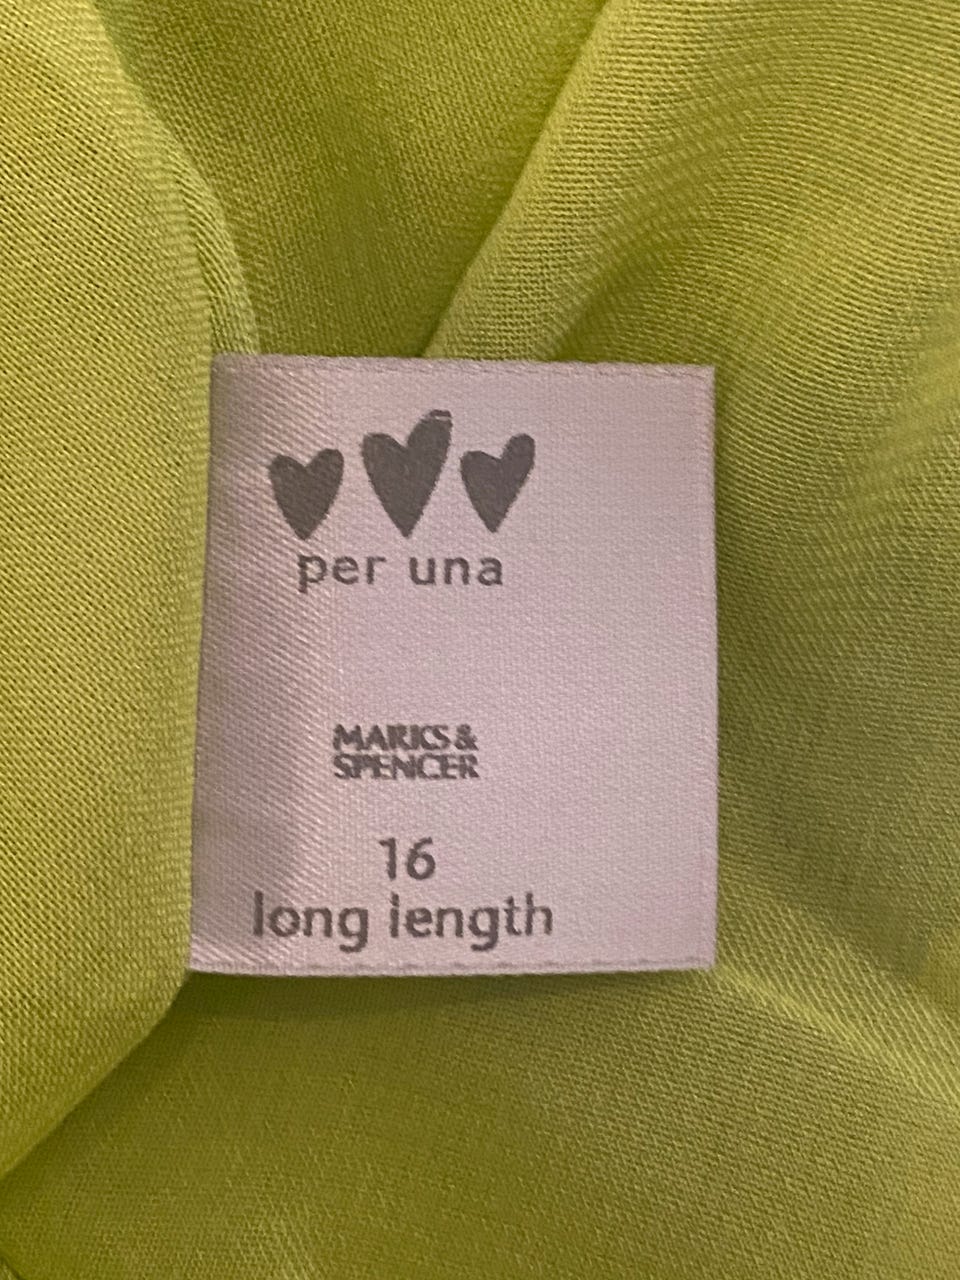 per una
MARKS &
SPENCER
16
long length